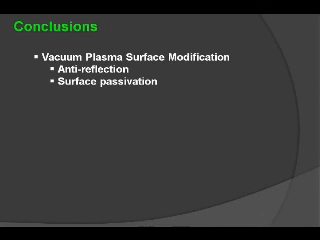 Conclusions
▪ Vacuum Plasma Surface Modification
▪ Anti-reflection
▪ Surface passivation